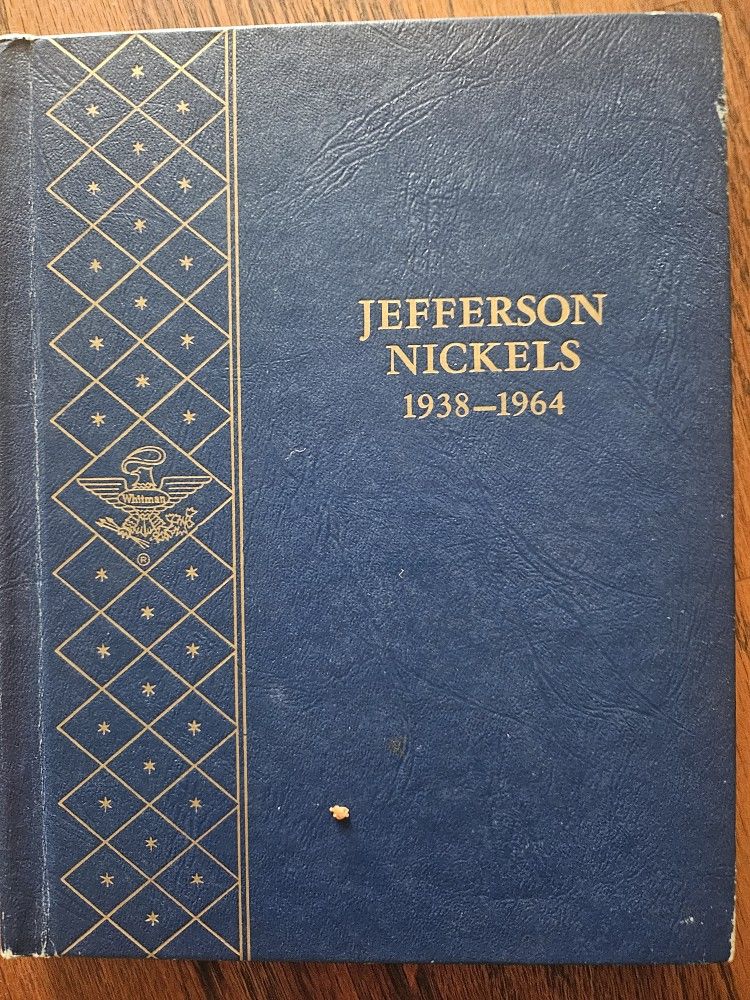 JEFFERSON
NICKELS
1938–1964
Whitman
®